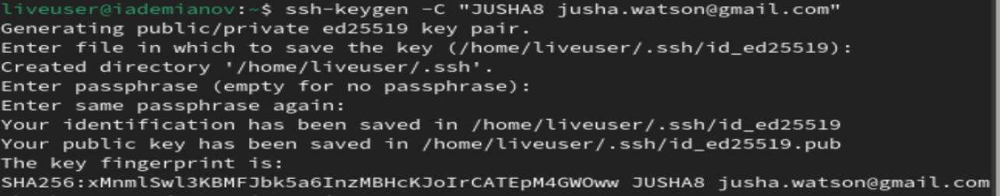 liveuser@iademianov:~$ ssh-keygen -C "JUSHA8 jusha.watson@gmail.com"
Generating public/private ed25519 key pair.
Enter file in which to save the key (/home/liveuser/.ssh/id_ed25519):
Created directory '/home/liveuser/.ssh'.
Enter passphrase (empty for no passphrase):
Enter same passphrase again:
Your identification has been saved in /home/liveuser/.ssh/id_ed25519
Your public key has been saved in /home/liveuser/.ssh/id_ed25519.pub
The key fingerprint is:
SHA256:xMnmlSwl3KBMFJbk5a6InzMBHcKJoIrCATEpM4GWOww JUSHA8 jusha.watson@gmail.com